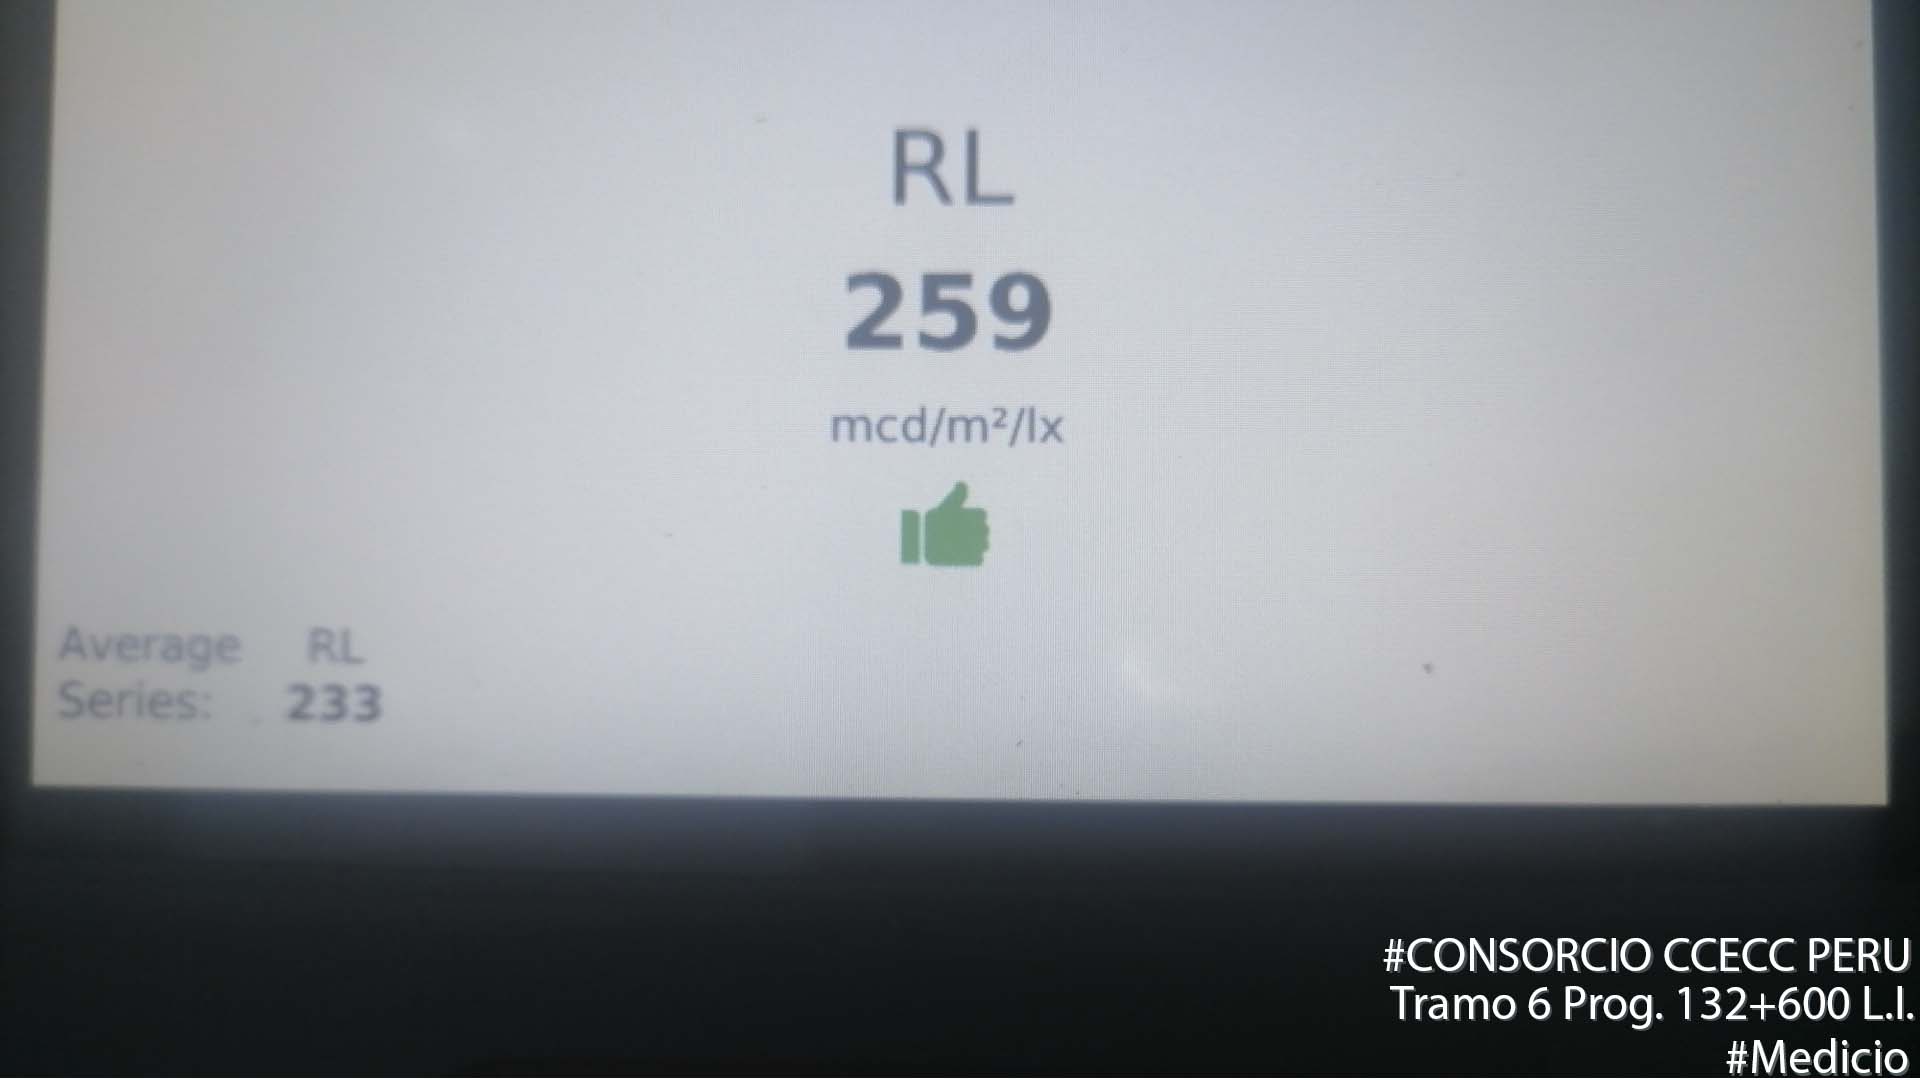 RL
259
mcd/m²/lx
Average RL
Series: 233
#CONSORCIO CCECC PERU
Tramo 6 Prog. 132+600 L.I.
#Medicio